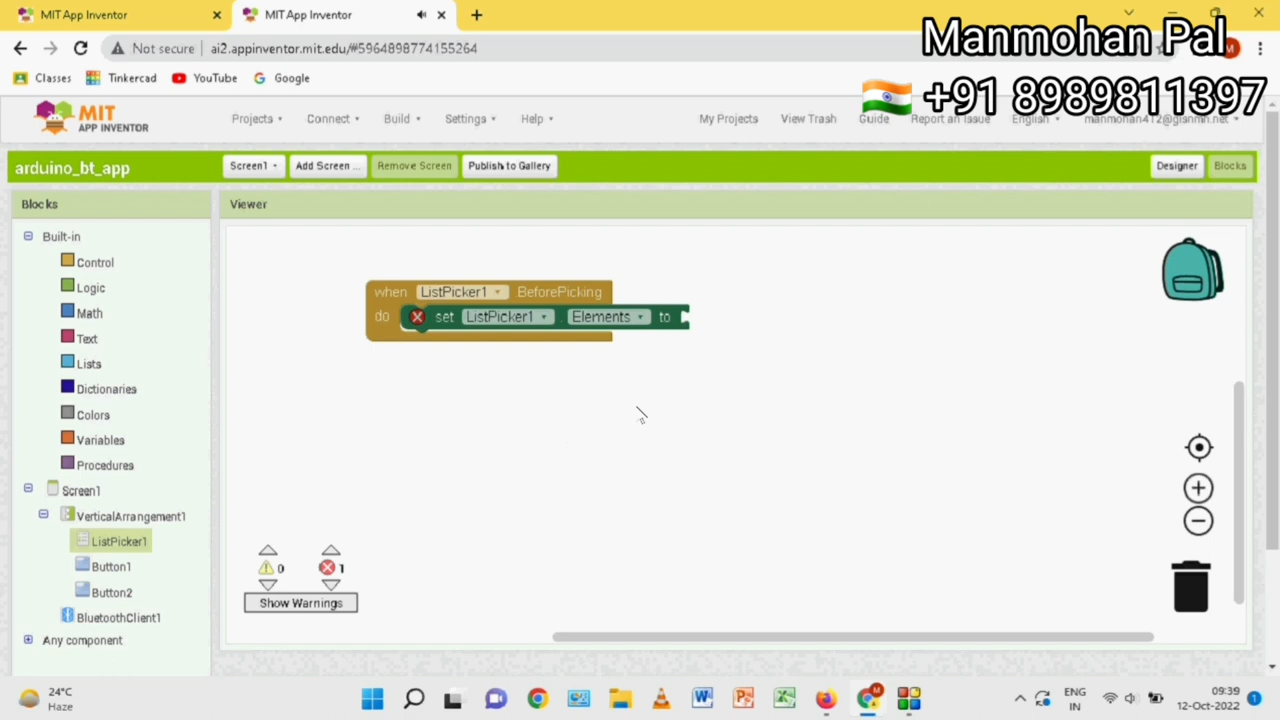 MIT App Inventor
MIT App Inventor
Not secure
ai2.appinventor.mit.edu/₩5964898774155264
Manmohan Pal
+91 8989811397
Classes
Tinkercad
YouTube
Google
MIT
APP INVENTOR
Projects
Connect
Build
Settings
Help
My Projects
View Trash
Guide
Report an Issue
English
arduino_bt_app
Screen1
Add Screen ...
Remove Screen
Publish to Gallery
Designer
Blocks
Blocks
Viewer
Built-in
Control
Logic
Math
Text
Lists
Dictionaries
Colors
Variables
Procedures
Screen1
VerticalArrangement1
ListPicker1
Button1
Button2
BluetoothClient1
Any component
when ListPicker1 . BeforePicking
do set ListPicker1 . Elements to
0
1
Show Warnings
24°C
Haze
ENG
IN
09:39
12-Oct-2022
1